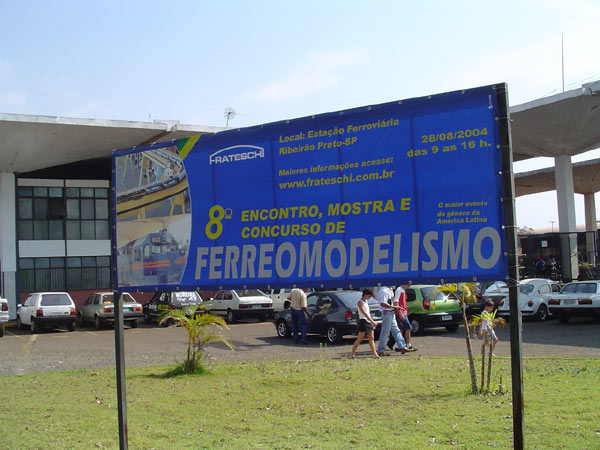 FRATESCHI
Local: Estação Ferroviária
Ribeirão Preto-SP
28/08/2004
das 9 as 16 h.
Maiores informações acesse:
www.frateschi.com.br
8º ENCONTRO, MOSTRA E
CONCURSO DE
O maior evento
do gênero da
America Latina
FERREOMODELISMO